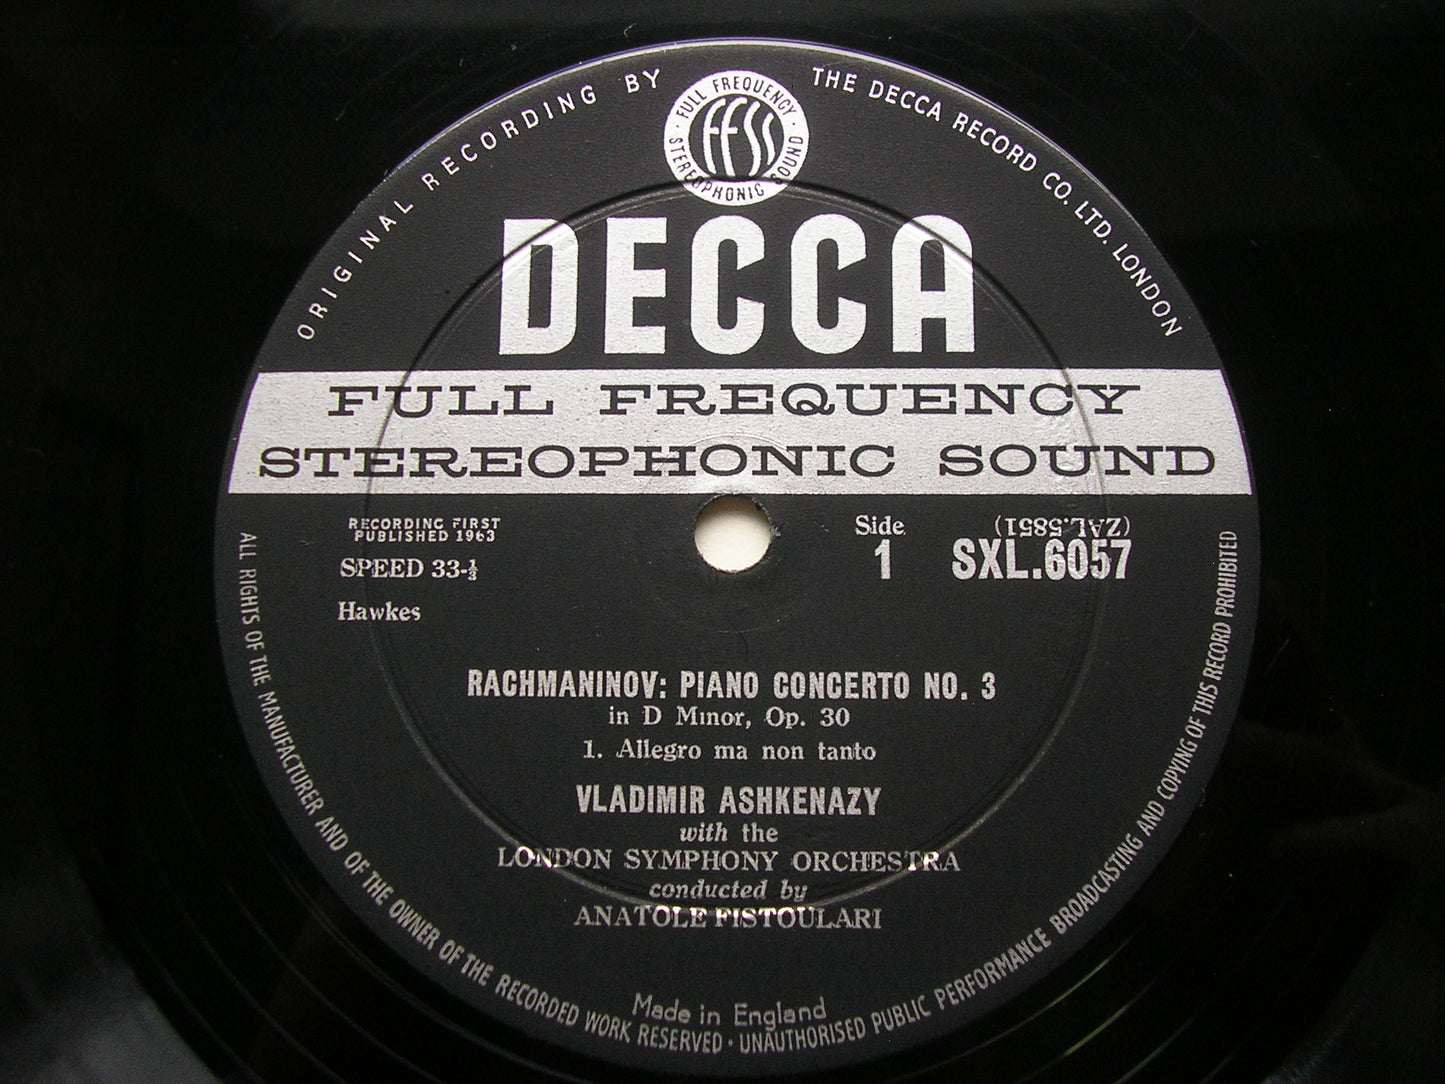 ORIGINAL RECORDING BY
THE DECCA RECORD CO. LTD. LONDON
· FULL FREQUENCY ·
STEREOPHONIC SOUND
FFSS
DECCA
FULL FREQUENCY
STEREOPHONIC SOUND
RECORDING FIRST
PUBLISHED 1963
SPEED 33-⅓
Hawkes
Side
1
(ZAL.5851)
SXL.6057
RACHMANINOV: PIANO CONCERTO NO. 3
in D Minor, Op. 30
1. Allegro ma non tanto
VLADIMIR ASHKENAZY
with the
LONDON SYMPHONY ORCHESTRA
conducted by
ANATOLE FISTOULARI
Made in England
ALL RIGHTS OF THE MANUFACTURER AND OF THE OWNER OF THE RECORDED WORK RESERVED · UNAUTHORISED PUBLIC PERFORMANCE BROADCASTING AND COPYING OF THIS RECORD PROHIBITED